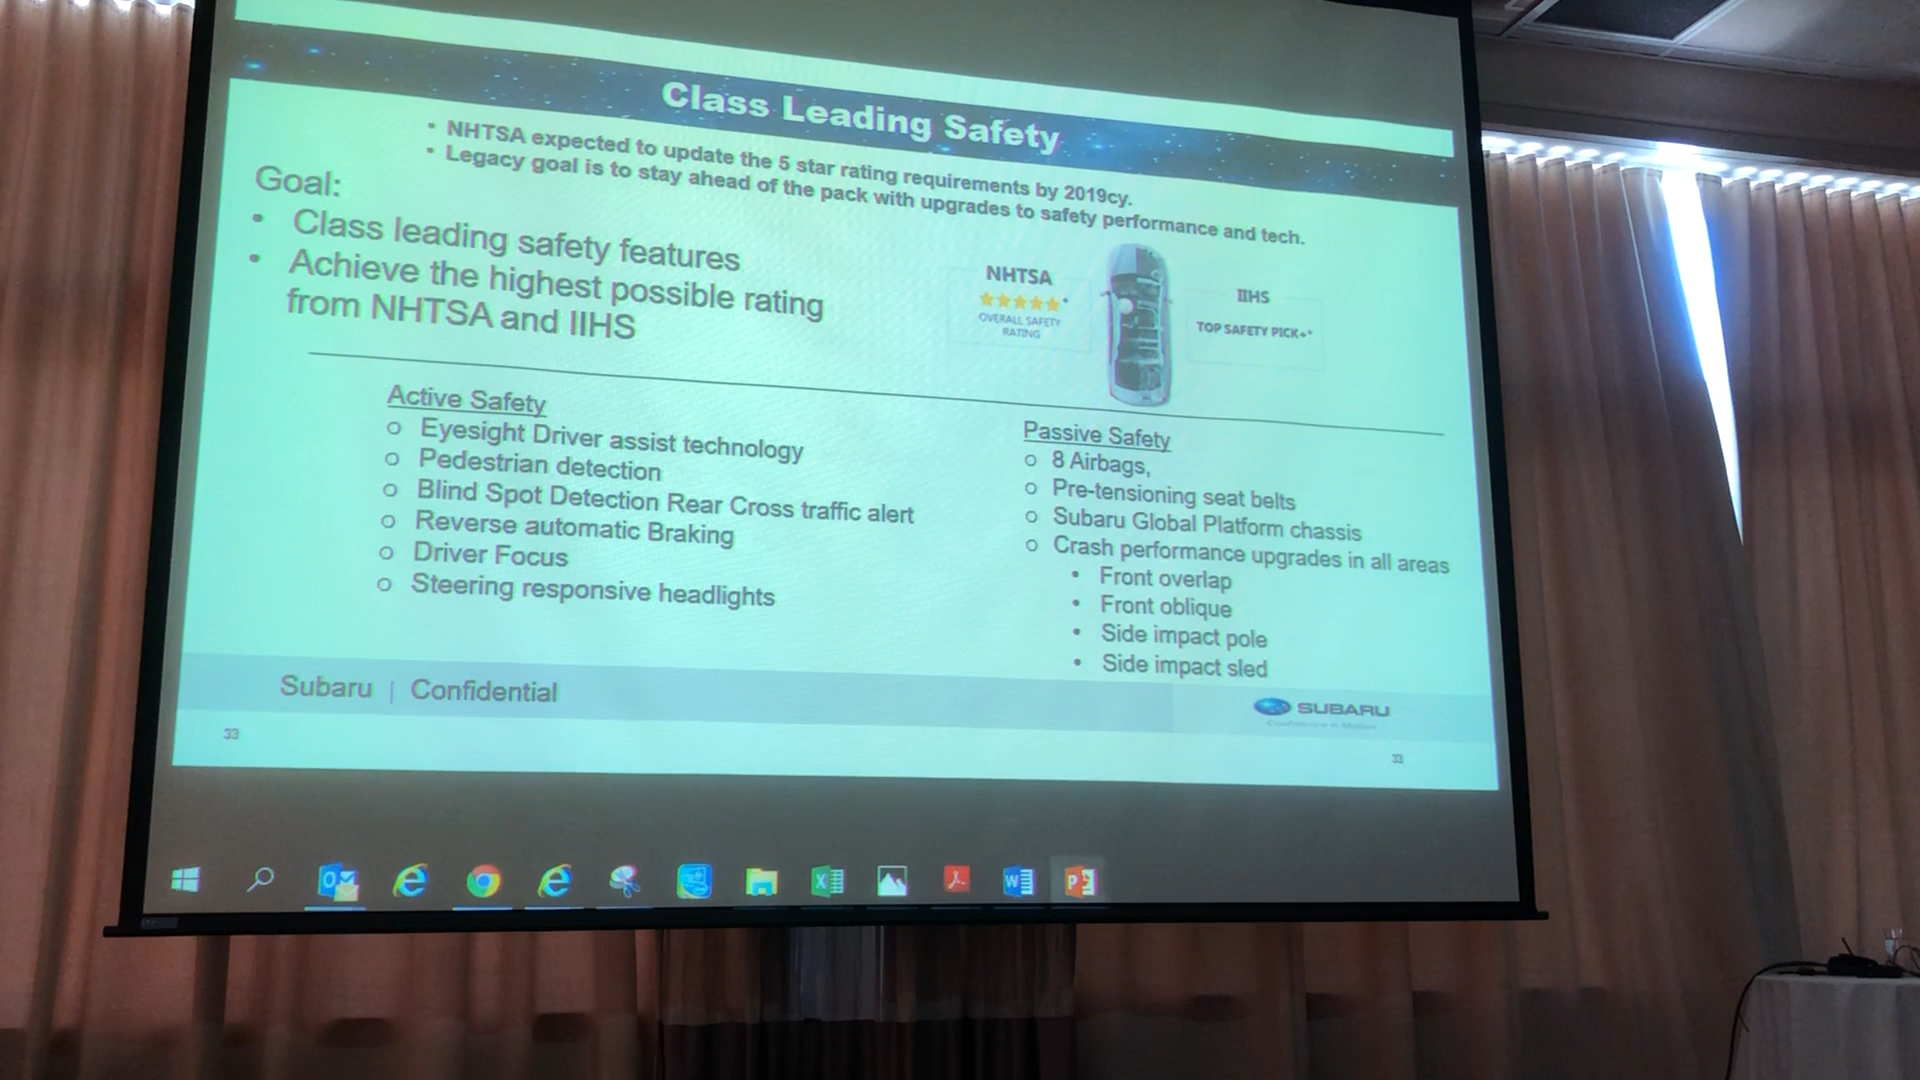 Class Leading Safety
• NHTSA expected to update the 5 star rating requirements by 2019cy.
• Legacy goal is to stay ahead of the pack with upgrades to safety performance and tech.
Goal:
• Class leading safety features
• Achieve the highest possible rating
from NHTSA and IIHS
NHTSA
★★★★★*
OVERALL SAFETY
RATING
IIHS
TOP SAFETY PICK+*
Active Safety
o Eyesight Driver assist technology
o Pedestrian detection
o Blind Spot Detection Rear Cross traffic alert
o Reverse automatic Braking
o Driver Focus
o Steering responsive headlights
Passive Safety
o 8 Airbags,
o Pre-tensioning seat belts
o Subaru Global Platform chassis
o Crash performance upgrades in all areas
• Front overlap
• Front oblique
• Side impact pole
• Side impact sled
Subaru | Confidential
SUBARU
Confidence in Motion
33
33